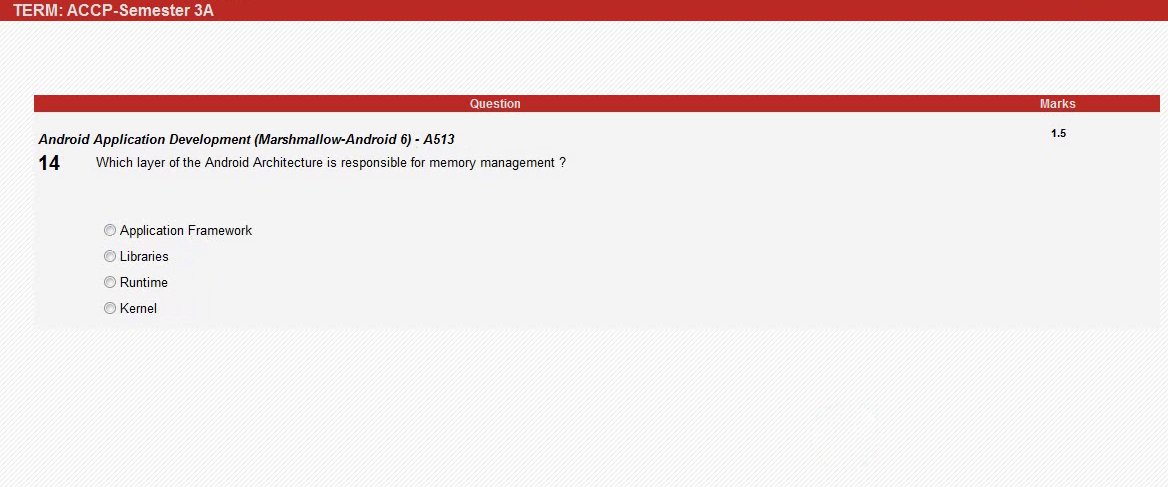 TERM: ACCP-Semester 3A
Question Marks
Android Application Development (Marshmallow-Android 6) - A513 1.5
14 Which layer of the Android Architecture is responsible for memory management ?
Application Framework
Libraries
Runtime
Kernel